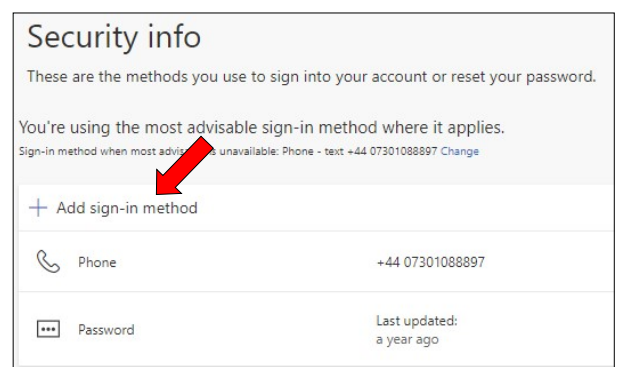 Security info
These are the methods you use to sign into your account or reset your password.
You're using the most advisable sign-in method where it applies.
Sign-in method when most unavailable: Phone - text +44 07301088897 Change
+ Add sign-in method
Phone +44 07301088897
Password Last updated:
a year ago